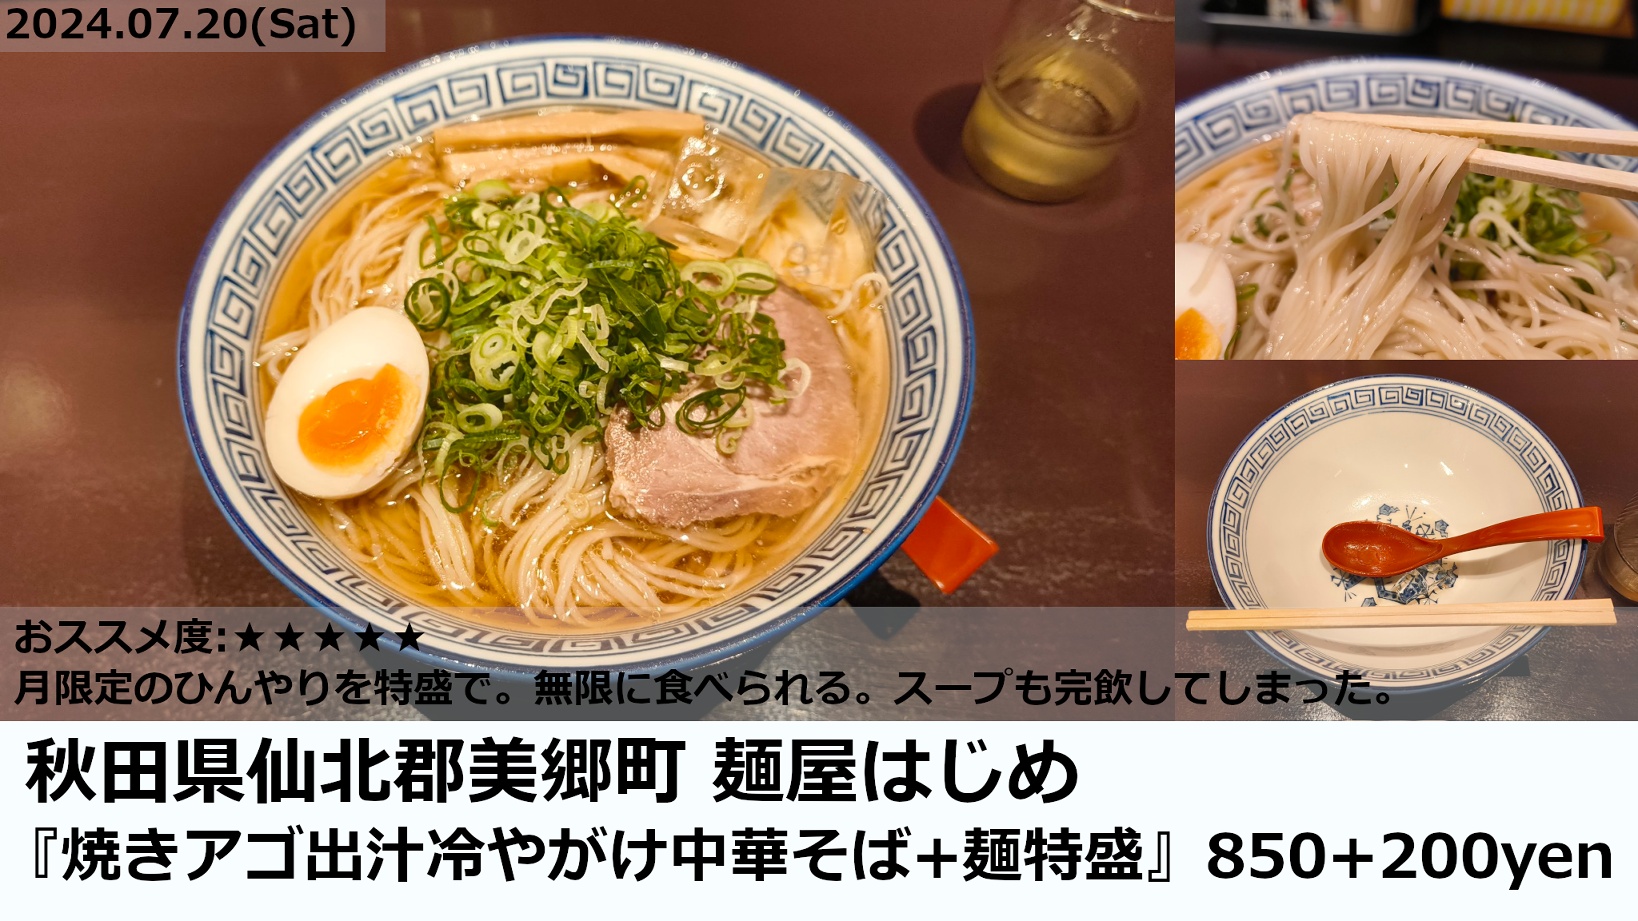 2024.07.20(Sat)
おススメ度:★★★★★
月限定のひんやりを特盛で。無限に食べられる。スープも完飲してしまった。
秋田県仙北郡美郷町 麺屋はじめ
『焼きアゴ出汁冷やがけ中華そば+麺特盛』850+200yen